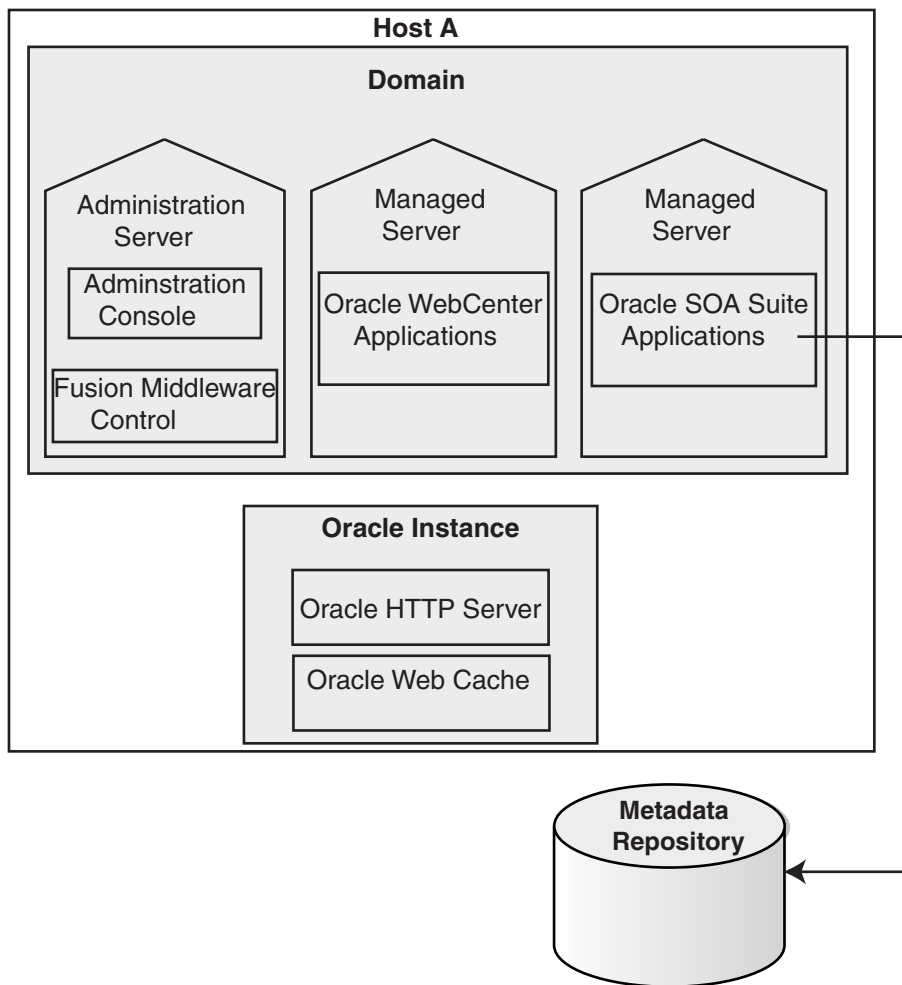 Host A
Domain
Administration
Server
Adminstration
Console
Fusion Middleware
Control
Managed
Server
Oracle WebCenter
Applications
Managed
Server
Oracle SOA Suite
Applications
Oracle Instance
Oracle HTTP Server
Oracle Web Cache
Metadata
Repository